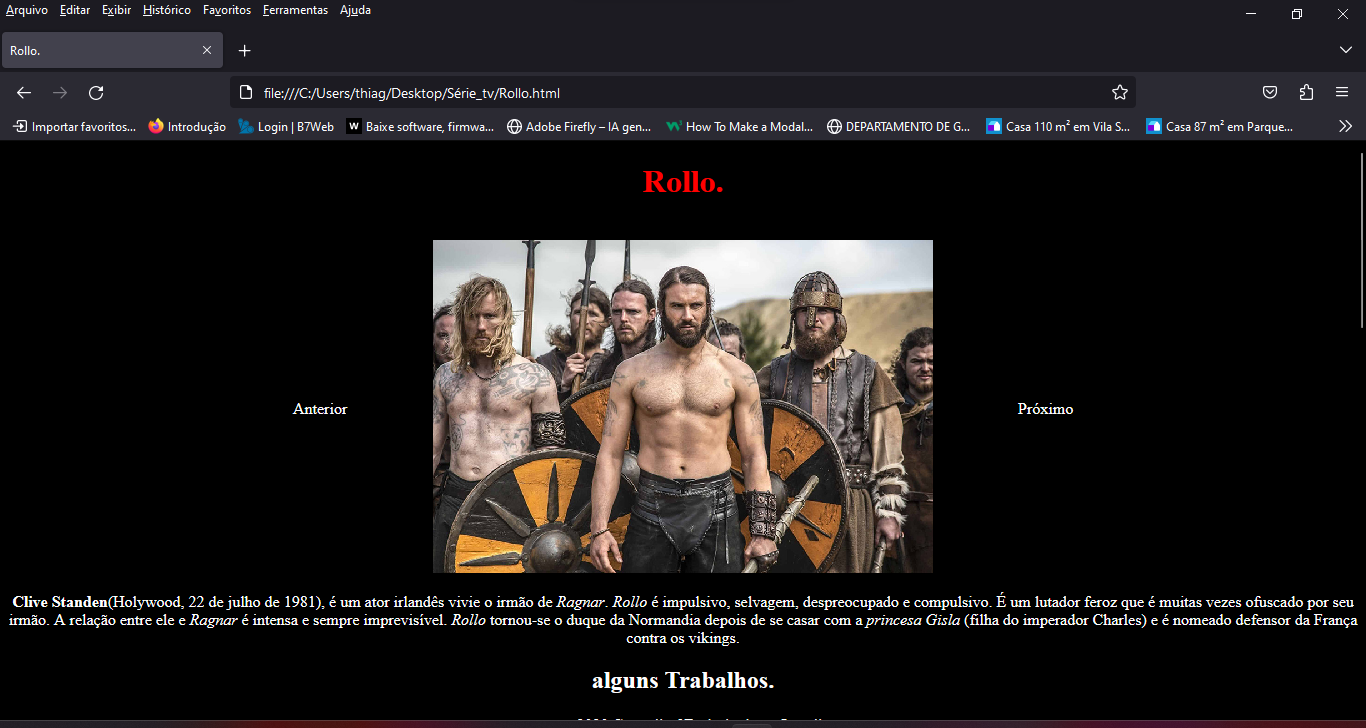 Arquivo Editar Exibir Histórico Favoritos Ferramentas Ajuda
Rollo.
file:///C:/Users/thiag/Desktop/Série_tv/Rollo.html
Importar favoritos... Introdução Login | B7Web Baixe software, firmwa... Adobe Firefly – IA gen... How To Make a Modal... DEPARTAMENTO DE G... Casa 110 m² em Vila S... Casa 87 m² em Parque...
Rollo.
Anterior
Próximo
Clive Standen(Holywood, 22 de julho de 1981), é um ator irlandês vivie o irmão de Ragnar. Rollo é impulsivo, selvagem, despreocupado e compulsivo. É um lutador feroz que é muitas vezes ofuscado por seu
irmão. A relação entre ele e Ragnar é intensa e sempre imprevisível. Rollo tornou-se o duque da Normandia depois de se casar com a princesa Gisla (filha do imperador Charles) e é nomeado defensor da França
contra os vikings.
alguns Trabalhos.